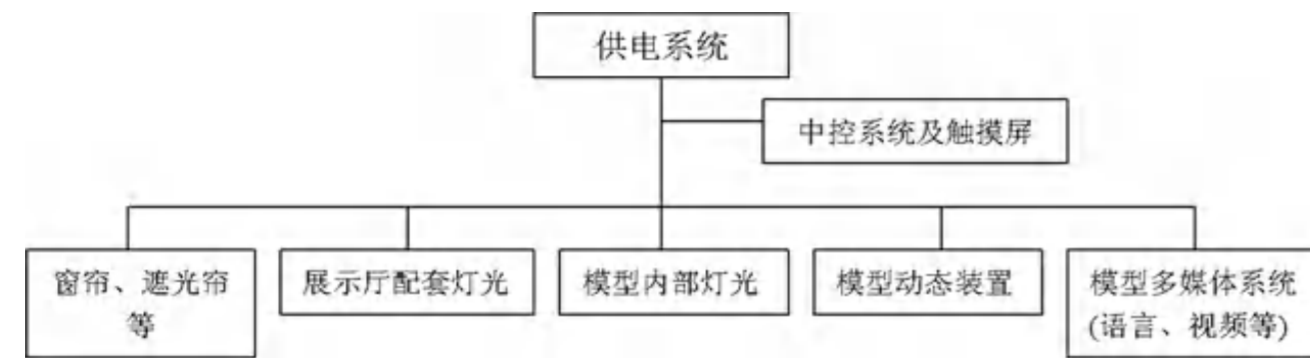 供电系统
中控系统及触摸屏
窗帘、遮光帘
等
展示厅配套灯光
模型内部灯光
模型动态装置
模型多媒体系统
(语言、视频等)